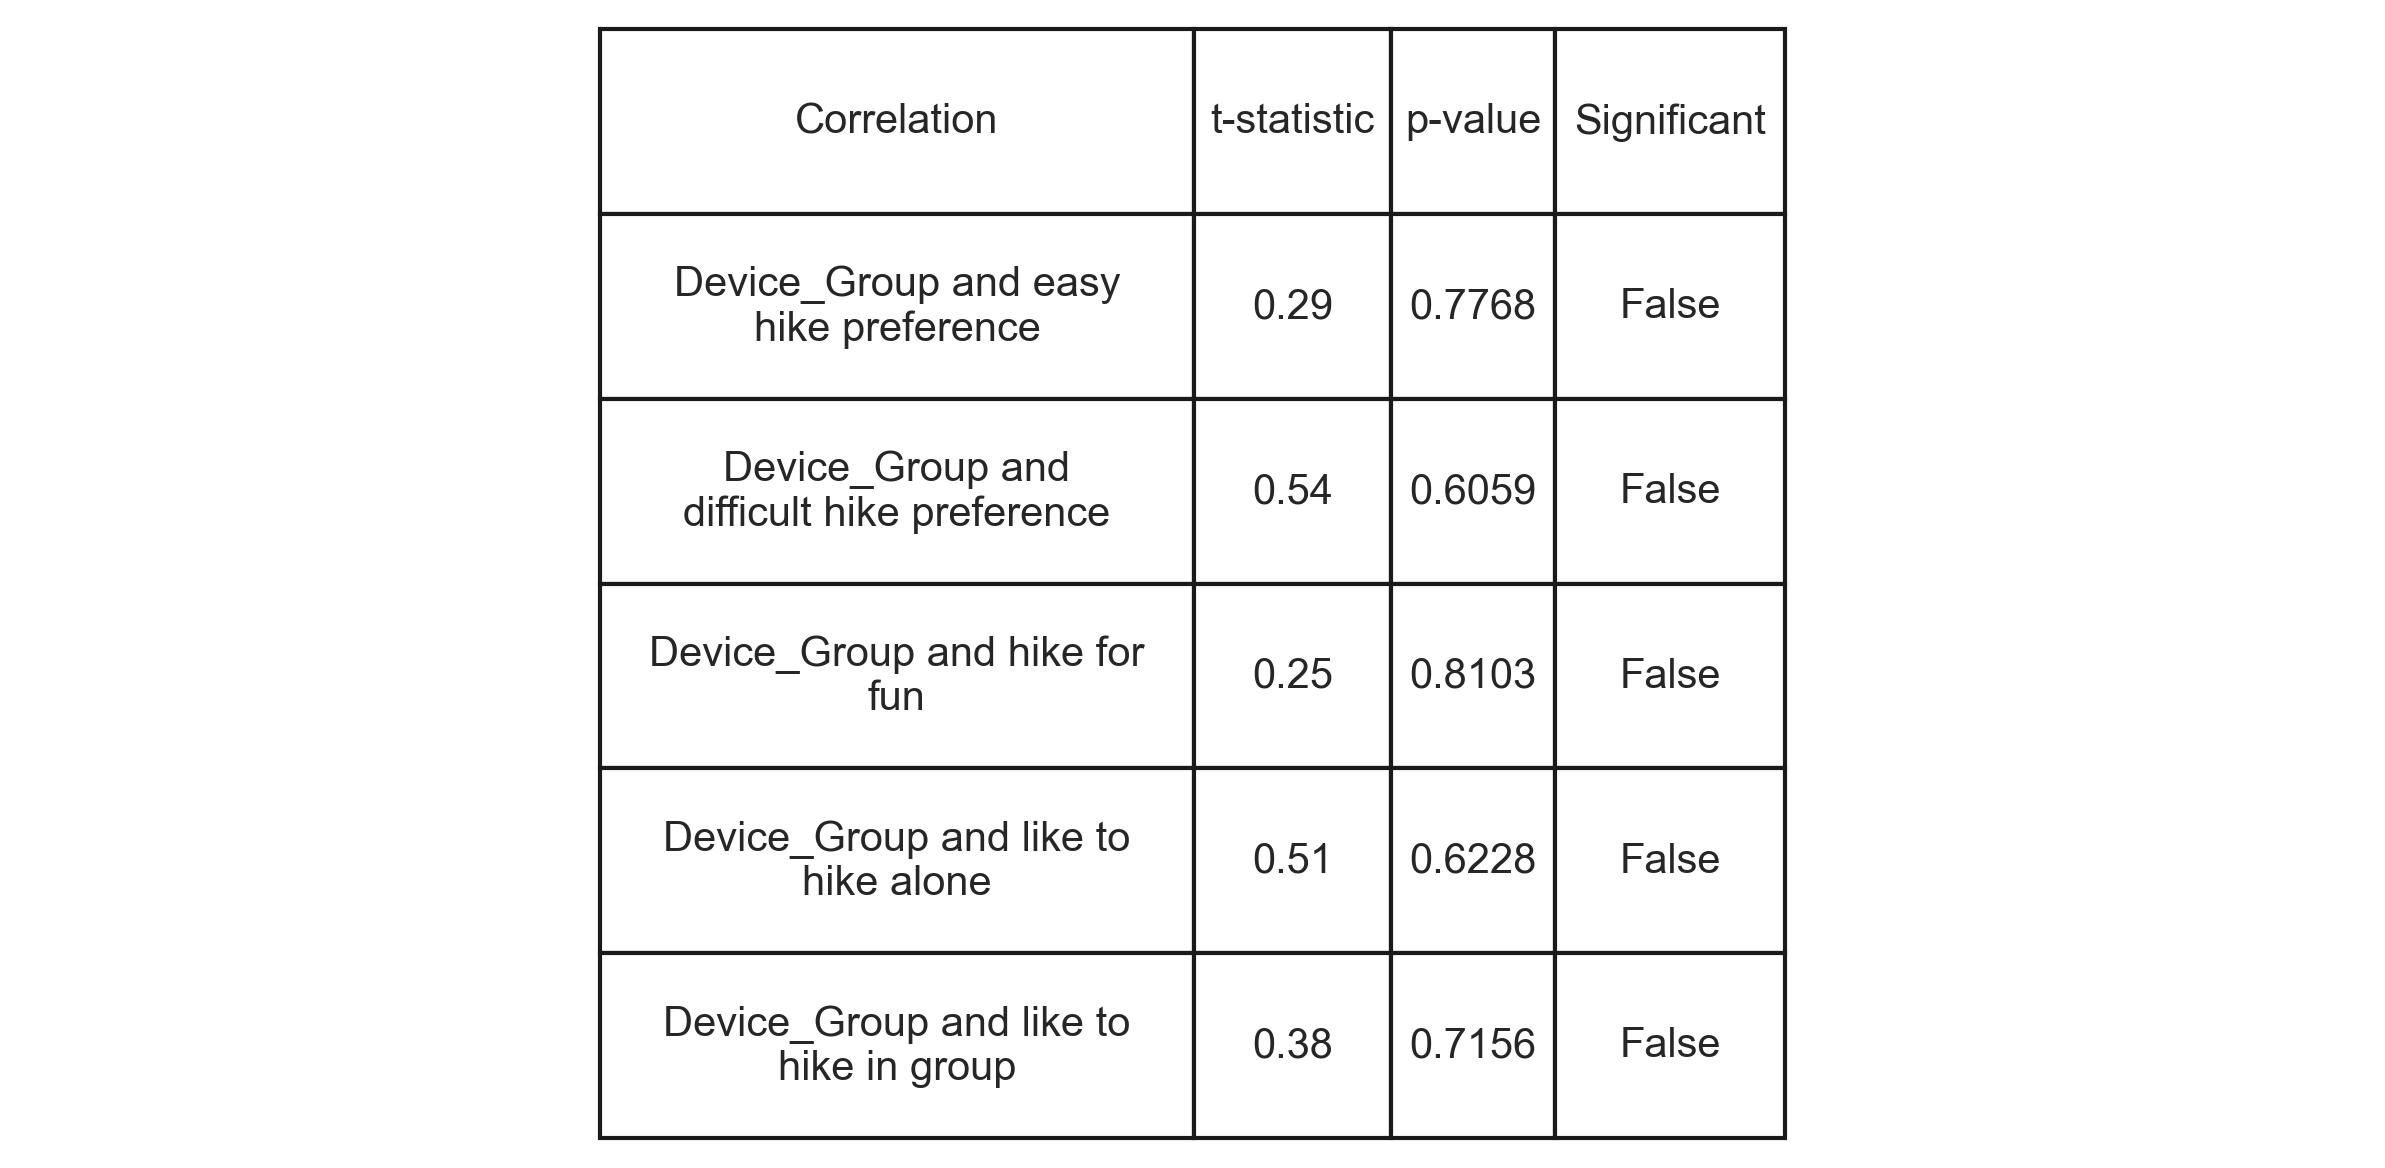 Correlation t-statistic p-value Significant
Device_Group and easy
hike preference
0.29 0.7768 False
Device_Group and
difficult hike preference
0.54 0.6059 False
Device_Group and hike for
fun
0.25 0.8103 False
Device_Group and like to
hike alone
0.51 0.6228 False
Device_Group and like to
hike in group
0.38 0.7156 False